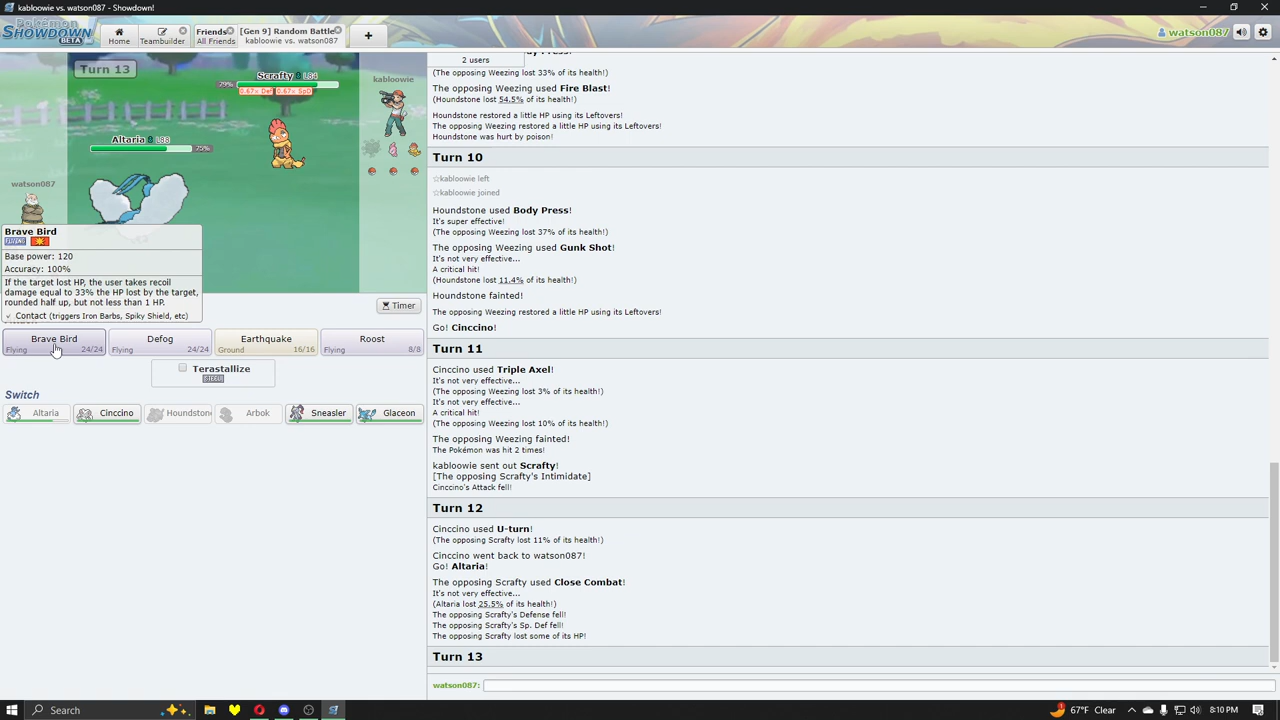 kabloowie vs. watson087 - Showdown!
Pokémon
SHOWDOWN
BETA
Home
Teambuilder
Friends
All Friends
[Gen 9] Random Battle
kabloowie vs. watson087
+
watson087
Turn 13
Scrafty L84
79%
0.67x Def 0.67x SpD
kabloowie
Altaria L88
75%
watson087
Brave Bird
FLYING
Base power: 120
Accuracy: 100%
If the target lost HP, the user takes recoil
damage equal to 33% the HP lost by the target,
rounded half up, but not less than 1 HP.
✓ Contact (triggers Iron Barbs, Spiky Shield, etc)
Timer
Brave Bird
Flying 24/24
Defog
Flying 24/24
Earthquake
Ground 16/16
Roost
Flying 8/8
Terastallize
STEEL
Switch
Altaria
Cinccino
Houndstone
Arbok
Sneasler
Glaceon
2 users
(The opposing Weezing lost 33% of its health!)
The opposing Weezing used Fire Blast!
(Houndstone lost 54.5% of its health!)
Houndstone restored a little HP using its Leftovers!
The opposing Weezing restored a little HP using its Leftovers!
Houndstone was hurt by poison!
Turn 10
☆kabloowie left
☆kabloowie joined
Houndstone used Body Press!
It's super effective!
(The opposing Weezing lost 37% of its health!)
The opposing Weezing used Gunk Shot!
It's not very effective...
A critical hit!
(Houndstone lost 11.4% of its health!)
Houndstone fainted!
The opposing Weezing restored a little HP using its Leftovers!
Go! Cinccino!
Turn 11
Cinccino used Triple Axel!
It's not very effective...
(The opposing Weezing lost 3% of its health!)
It's not very effective...
A critical hit!
(The opposing Weezing lost 10% of its health!)
The opposing Weezing fainted!
The Pokémon was hit 2 times!
kabloowie sent out Scrafty!
[The opposing Scrafty's Intimidate]
Cinccino's Attack fell!
Turn 12
Cinccino used U-turn!
(The opposing Scrafty lost 11% of its health!)
Cinccino went back to watson087!
Go! Altaria!
The opposing Scrafty used Close Combat!
It's not very effective...
(Altaria lost 25.5% of its health!)
The opposing Scrafty's Defense fell!
The opposing Scrafty's Sp. Def fell!
The opposing Scrafty lost some of its HP!
Turn 13
watson087:
Search
67°F Clear
8:10 PM